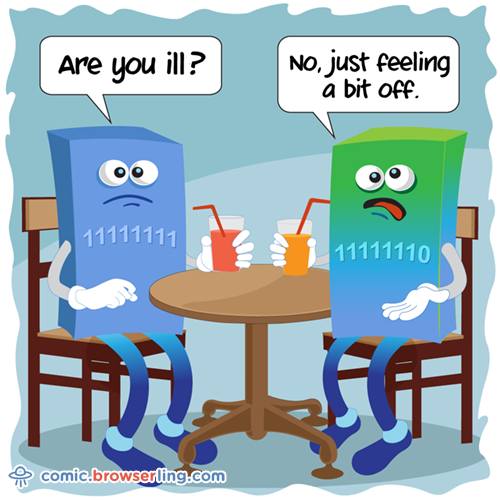 Are you ill?
No, just feeling
a bit off.
11111111
11111110
comic.browserling.com